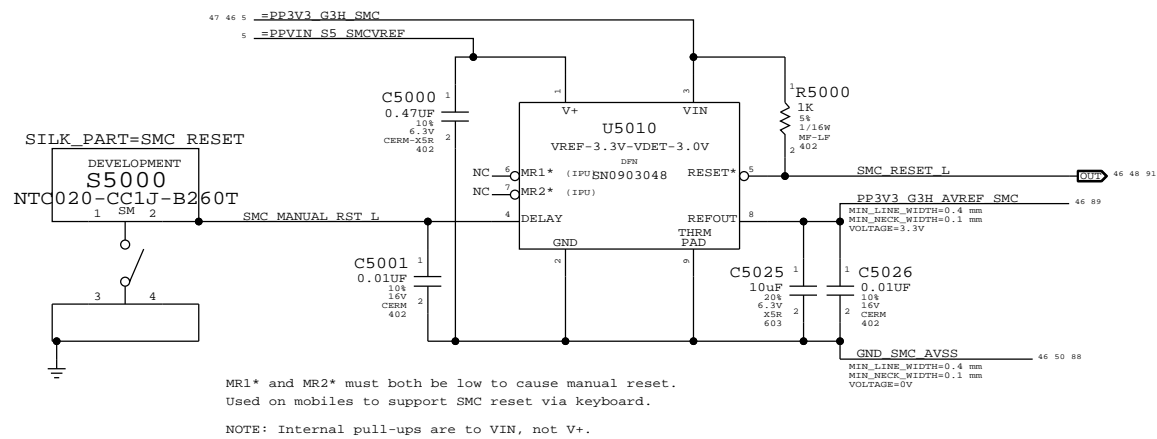 47 46 5 =PP3V3_G3H_SMC
5 =PPVIN_S5_SMCVREF
C5000
0.47UF
10%
6.3V
CERM-X5R
402
1
2
1
V+
3
VIN
U5010
VREF-3.3V-VDET-3.0V
DFN
SN0903048
NC 6 MR1* (IPU)
NC 7 MR2* (IPU)
4 DELAY
RESET* 5
REFOUT 8
GND
2
THRM
PAD
9
1
R5000
1K
5%
1/16W
MF-LF
402
2
SMC_RESET_L OUT 46 48 91
SILK_PART=SMC_RESET
DEVELOPMENT
S5000
NTC020-CC1J-B260T
1 SM 2
3 4
SMC_MANUAL_RST_L
C5001
0.01UF
10%
16V
CERM
402
1
2
PP3V3_G3H_AVREF_SMC 46 89
MIN_LINE_WIDTH=0.4 mm
MIN_NECK_WIDTH=0.1 mm
VOLTAGE=3.3V
C5025
10uF
20%
6.3V
X5R
603
1
2
C5026
0.01UF
10%
16V
CERM
402
1
2
GND_SMC_AVSS 46 50 88
MIN_LINE_WIDTH=0.4 mm
MIN_NECK_WIDTH=0.1 mm
VOLTAGE=0V
MR1* and MR2* must both be low to cause manual reset.
Used on mobiles to support SMC reset via keyboard.
NOTE: Internal pull-ups are to VIN, not V+.